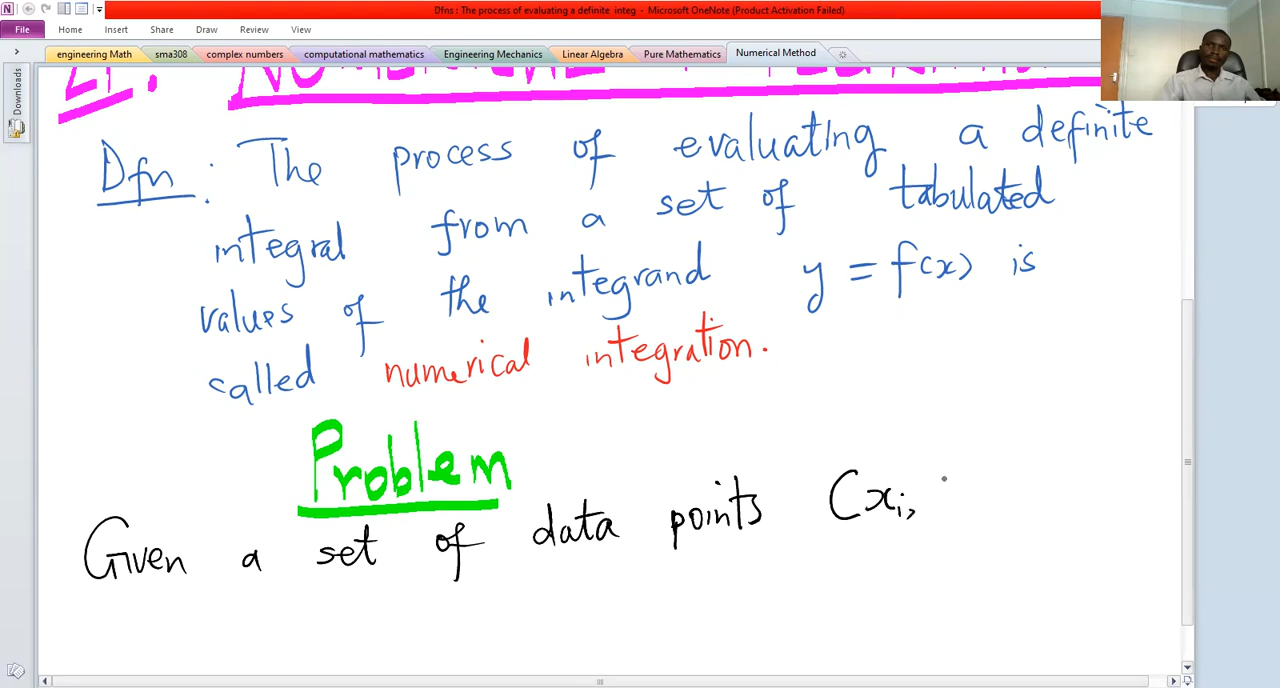 Dfns : The process of evaluating a definite integ - Microsoft OneNote (Product Activation Failed)
File Home Insert Share Draw Review View
engineering Math sma308 complex numbers computational mathematics Engineering Mechanics Linear Algebra Pure Mathematics Numerical Method
Downloads
Dfn : The process of evaluating a definite
integral from a set of tabulated
values of the integrand y = f(x) is
called numerical integration.
Problem
Given a set of data points (xi,